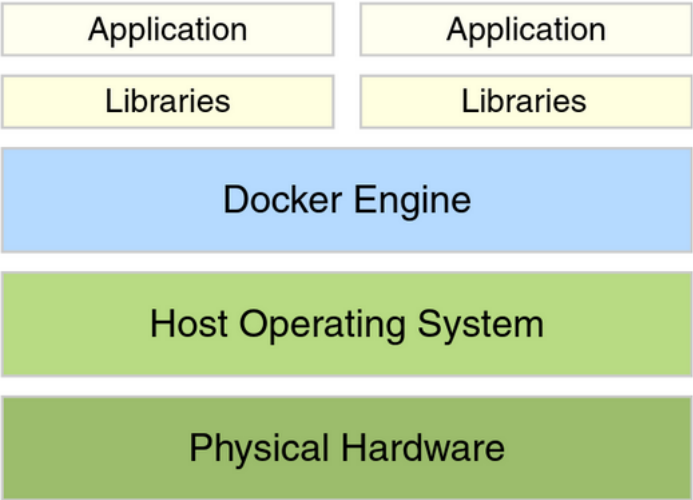 Application
Application
Libraries
Libraries
Docker Engine
Host Operating System
Physical Hardware